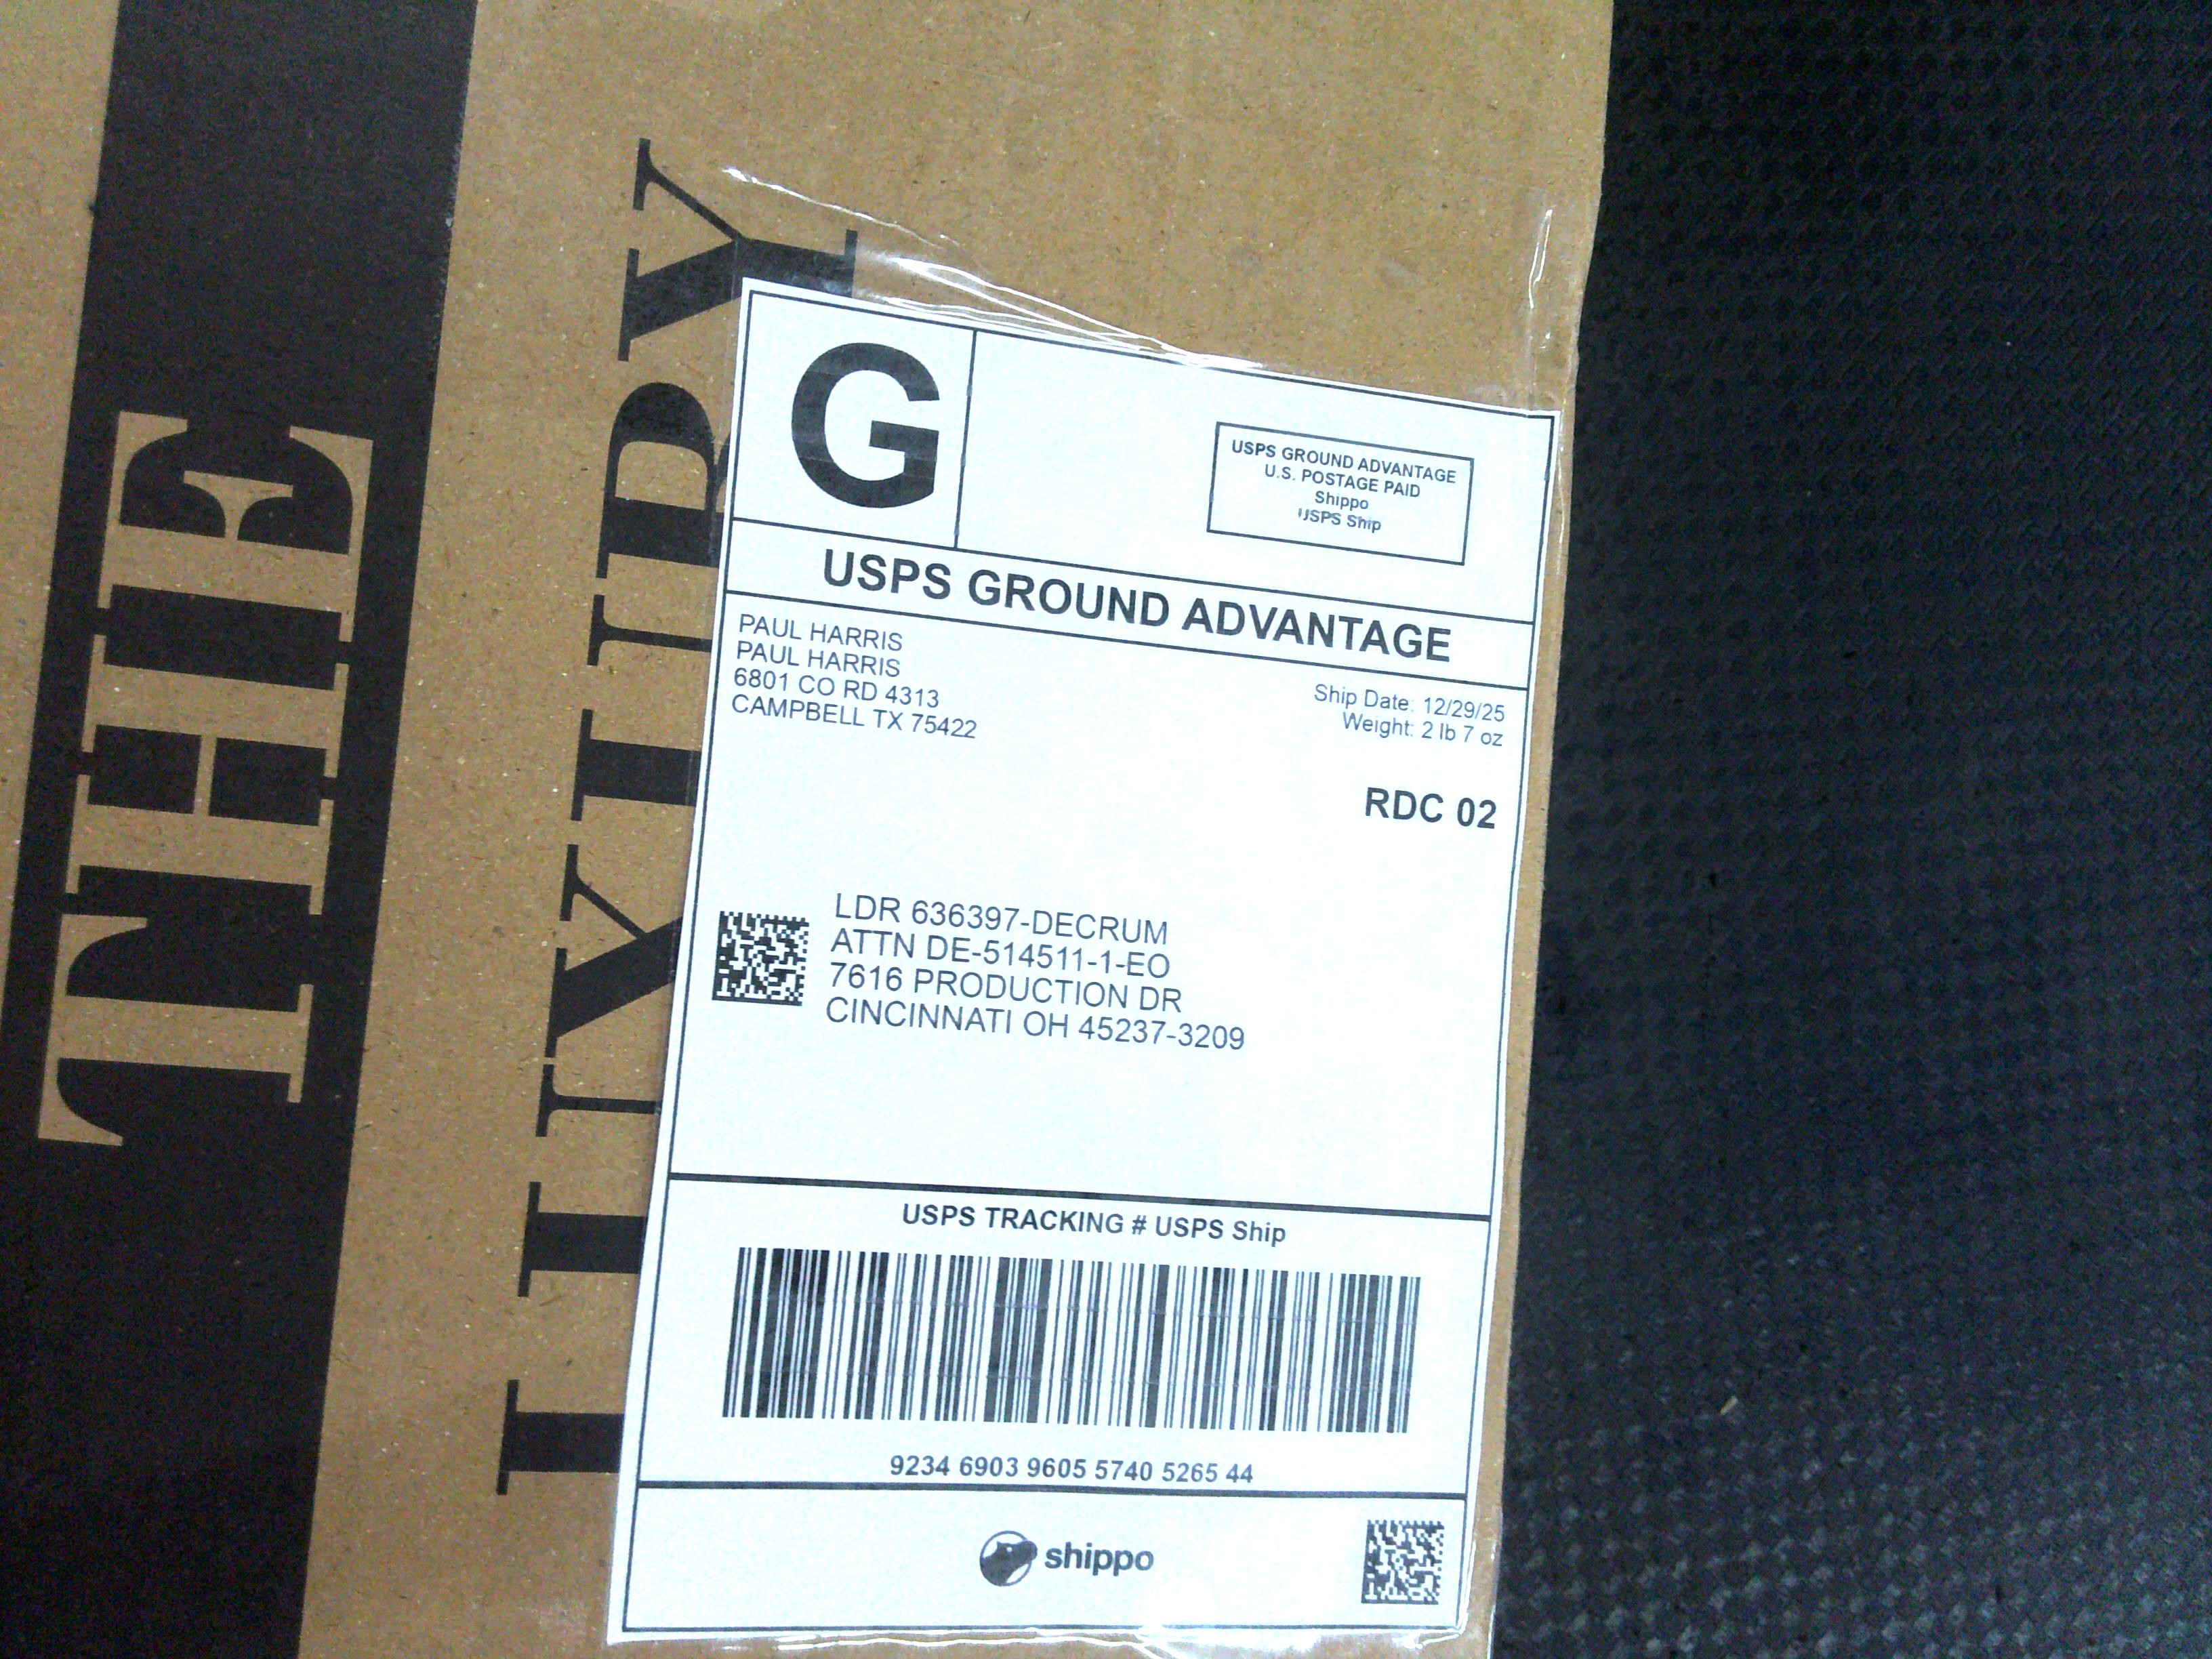 THE
LUXURY
G
USPS GROUND ADVANTAGE
U.S. POSTAGE PAID
Shippo
USPS Ship
USPS GROUND ADVANTAGE
PAUL HARRIS
PAUL HARRIS
6801 CO RD 4313
CAMPBELL TX 75422
Ship Date: 12/29/25
Weight: 2 lb 7 oz
RDC 02
LDR 636397-DECRUM
ATTN DE-514511-1-EO
7616 PRODUCTION DR
CINCINNATI OH 45237-3209
USPS TRACKING # USPS Ship
9234 6903 9605 5740 5265 44
shippo